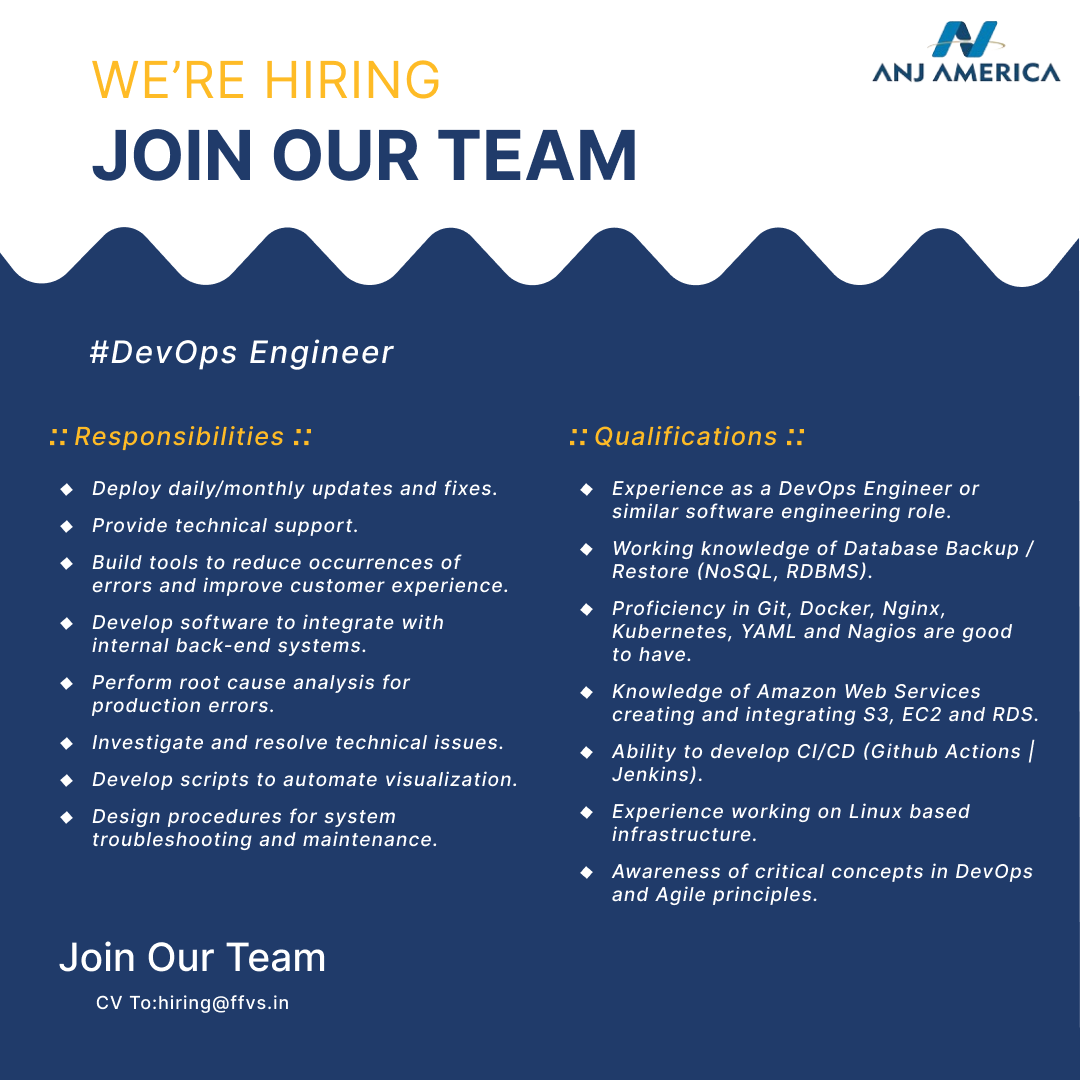 WE'RE HIRING
JOIN OUR TEAM
ANJ AMERICA
#DevOps Engineer
:: Responsibilities ::
◆ Deploy daily/monthly updates and fixes.
◆ Provide technical support.
◆ Build tools to reduce occurrences of
errors and improve customer experience.
◆ Develop software to integrate with
internal back-end systems.
◆ Perform root cause analysis for
production errors.
◆ Investigate and resolve technical issues.
◆ Develop scripts to automate visualization.
◆ Design procedures for system
troubleshooting and maintenance.
:: Qualifications ::
◆ Experience as a DevOps Engineer or
similar software engineering role.
◆ Working knowledge of Database Backup /
Restore (NoSQL, RDBMS).
◆ Proficiency in Git, Docker, Nginx,
Kubernetes, YAML and Nagios are good
to have.
◆ Knowledge of Amazon Web Services
creating and integrating S3, EC2 and RDS.
◆ Ability to develop CI/CD (Github Actions |
Jenkins).
◆ Experience working on Linux based
infrastructure.
◆ Awareness of critical concepts in DevOps
and Agile principles.
Join Our Team
CV To:hiring@ffvs.in